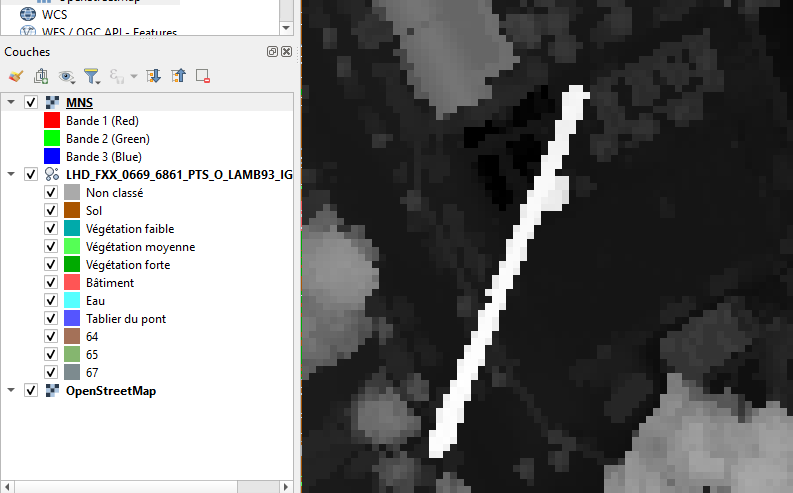 WCS
WFS / OGC API - Features
Couches
MNS
Bande 1 (Red)
Bande 2 (Green)
Bande 3 (Blue)
LHD_FXX_0669_6861_PTS_O_LAMB93_IG
Non classé
Sol
Végétation faible
Végétation moyenne
Végétation forte
Bâtiment
Eau
Tablier du pont
64
65
67
OpenStreetMap